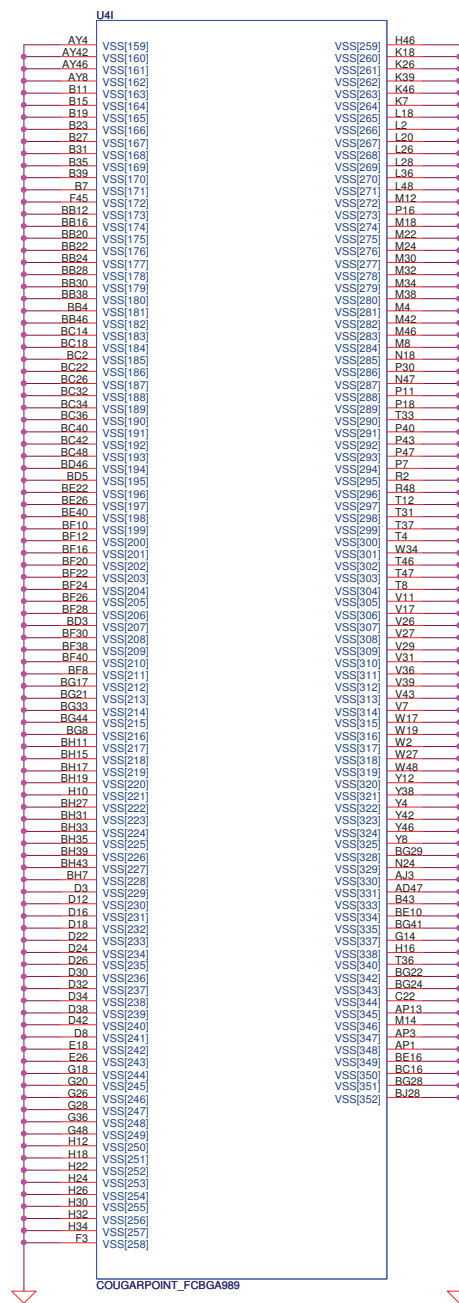 U4I
AY4 VSS[159] VSS[259] H46
AY42 VSS[160] VSS[260] K18
AY46 VSS[161] VSS[261] K26
AY8 VSS[162] VSS[262] K39
B11 VSS[163] VSS[263] K46
B15 VSS[164] VSS[264] K7
B19 VSS[165] VSS[265] L18
B23 VSS[166] VSS[266] L2
B27 VSS[167] VSS[267] L20
B31 VSS[168] VSS[268] L26
B35 VSS[169] VSS[269] L28
B39 VSS[170] VSS[270] L36
B7 VSS[171] VSS[271] L48
F45 VSS[172] VSS[272] M12
BB12 VSS[173] VSS[273] P16
BB16 VSS[174] VSS[274] M18
BB20 VSS[175] VSS[275] M22
BB22 VSS[176] VSS[276] M24
BB24 VSS[177] VSS[277] M30
BB28 VSS[178] VSS[278] M32
BB30 VSS[179] VSS[279] M34
BB38 VSS[180] VSS[280] M38
BB4 VSS[181] VSS[281] M4
BB46 VSS[182] VSS[282] M42
BC14 VSS[183] VSS[283] M46
BC18 VSS[184] VSS[284] M8
BC2 VSS[185] VSS[285] N18
BC22 VSS[186] VSS[286] P30
BC26 VSS[187] VSS[287] N47
BC32 VSS[188] VSS[288] P11
BC34 VSS[189] VSS[289] P18
BC36 VSS[190] VSS[290] T33
BC40 VSS[191] VSS[291] P40
BC42 VSS[192] VSS[292] P43
BC48 VSS[193] VSS[293] P47
BD46 VSS[194] VSS[294] P7
BD5 VSS[195] VSS[295] R2
BE22 VSS[196] VSS[296] R48
BE26 VSS[197] VSS[297] T12
BE40 VSS[198] VSS[298] T31
BF10 VSS[199] VSS[299] T37
BF12 VSS[200] VSS[300] T4
BF16 VSS[201] VSS[301] W34
BF20 VSS[202] VSS[302] T46
BF22 VSS[203] VSS[303] T47
BF24 VSS[204] VSS[304] T8
BF26 VSS[205] VSS[305] V11
BF28 VSS[206] VSS[306] V17
BD3 VSS[207] VSS[307] V26
BF30 VSS[208] VSS[308] V27
BF38 VSS[209] VSS[309] V29
BF40 VSS[210] VSS[310] V31
BF8 VSS[211] VSS[311] V36
BG17 VSS[212] VSS[312] V39
BG21 VSS[213] VSS[313] V43
BG33 VSS[214] VSS[314] V7
BG44 VSS[215] VSS[315] W17
BG8 VSS[216] VSS[316] W19
BH11 VSS[217] VSS[317] W2
BH15 VSS[218] VSS[318] W27
BH17 VSS[219] VSS[319] W48
BH19 VSS[220] VSS[320] Y12
H10 VSS[221] VSS[321] Y38
BH27 VSS[222] VSS[322] Y4
BH31 VSS[223] VSS[323] Y42
BH33 VSS[224] VSS[324] Y46
BH35 VSS[225] VSS[325] Y8
BH39 VSS[226] VSS[328] BG29
BH43 VSS[227] VSS[329] N24
BH7 VSS[228] VSS[330] AJ3
D3 VSS[229] VSS[331] AD47
D12 VSS[230] VSS[333] B43
D16 VSS[231] VSS[334] BE10
D18 VSS[232] VSS[335] BG41
D22 VSS[233] VSS[337] G14
D24 VSS[234] VSS[338] H16
D26 VSS[235] VSS[340] T36
D30 VSS[236] VSS[342] BG22
D32 VSS[237] VSS[343] BG24
D34 VSS[238] VSS[344] C22
D38 VSS[239] VSS[345] AP13
D42 VSS[240] VSS[346] M14
D8 VSS[241] VSS[347] AP3
E18 VSS[242] VSS[348] AP1
E26 VSS[243] VSS[349] BE16
G18 VSS[244] VSS[350] BC16
G20 VSS[245] VSS[351] BG28
G26 VSS[246] VSS[352] BJ28
G28 VSS[247]
G36 VSS[248]
G48 VSS[249]
H12 VSS[250]
H18 VSS[251]
H22 VSS[252]
H24 VSS[253]
H26 VSS[254]
H30 VSS[255]
H32 VSS[256]
H34 VSS[257]
F3 VSS[258]
COUGARPOINT_FCBGA989